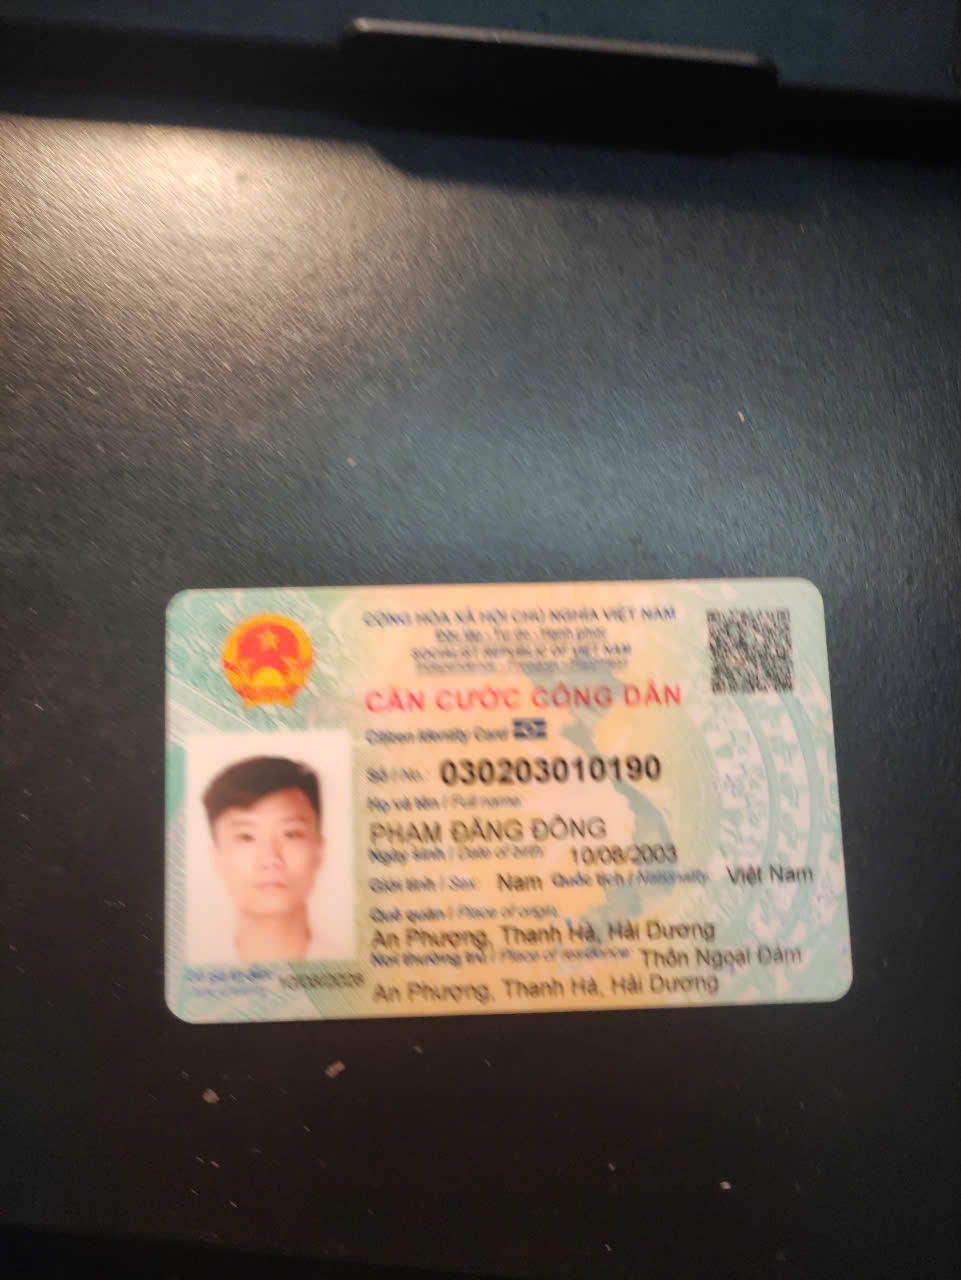 CỘNG HÒA XÃ HỘI CHỦ NGHĨA VIỆT NAM
Độc lập - Tự do - Hạnh phúc
SOCIALIST REPUBLIC OF VIET NAM
Independence - Freedom - Happiness
CĂN CƯỚC CÔNG DÂN
Citizen Identity Card
Số / No.: 030203010190
Họ và tên / Full name:
PHẠM ĐĂNG ĐÔNG
Ngày sinh / Date of birth: 10/08/2003
Giới tính / Sex: Nam Quốc tịch / Nationality: Việt Nam
Quê quán / Place of origin:
An Phượng, Thanh Hà, Hải Dương
Nơi thường trú / Place of residence: Thôn Ngoại Đàm
An Phượng, Thanh Hà, Hải Dương
Có giá trị đến: 10/08/2028